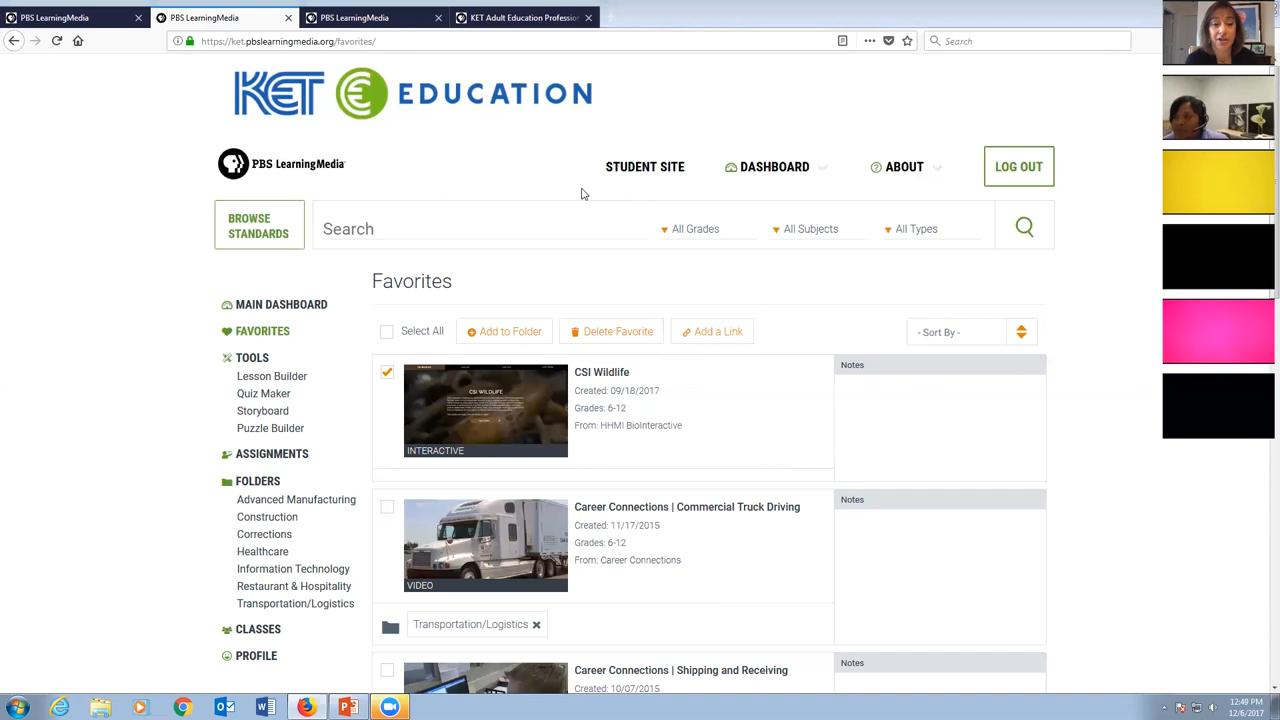 PBS LearningMedia
PBS LearningMedia
PBS LearningMedia
KET Adult Education Professio
https://ket.pbslearningmedia.org/favorites/
Search
KET EDUCATION
PBS LearningMedia
STUDENT SITE
DASHBOARD
ABOUT
LOG OUT
BROWSE
STANDARDS
Search
All Grades
All Subjects
All Types
Favorites
MAIN DASHBOARD
FAVORITES
TOOLS
Lesson Builder
Quiz Maker
Storyboard
Puzzle Builder
ASSIGNMENTS
FOLDERS
Advanced Manufacturing
Construction
Corrections
Healthcare
Information Technology
Restaurant & Hospitality
Transportation/Logistics
CLASSES
PROFILE
Select All
Add to Folder
Delete Favorite
Add a Link
- Sort By -
CSI WILDLIFE
INTERACTIVE
CSI Wildlife
Created: 09/18/2017
Grades: 6-12
From: HHMI BioInteractive
Notes
VIDEO
Career Connections | Commercial Truck Driving
Created: 11/17/2015
Grades: 6-12
From: Career Connections
Notes
Transportation/Logistics
Career Connections | Shipping and Receiving
Created: 10/07/2015
Notes
12:49 PM
12/6/2017